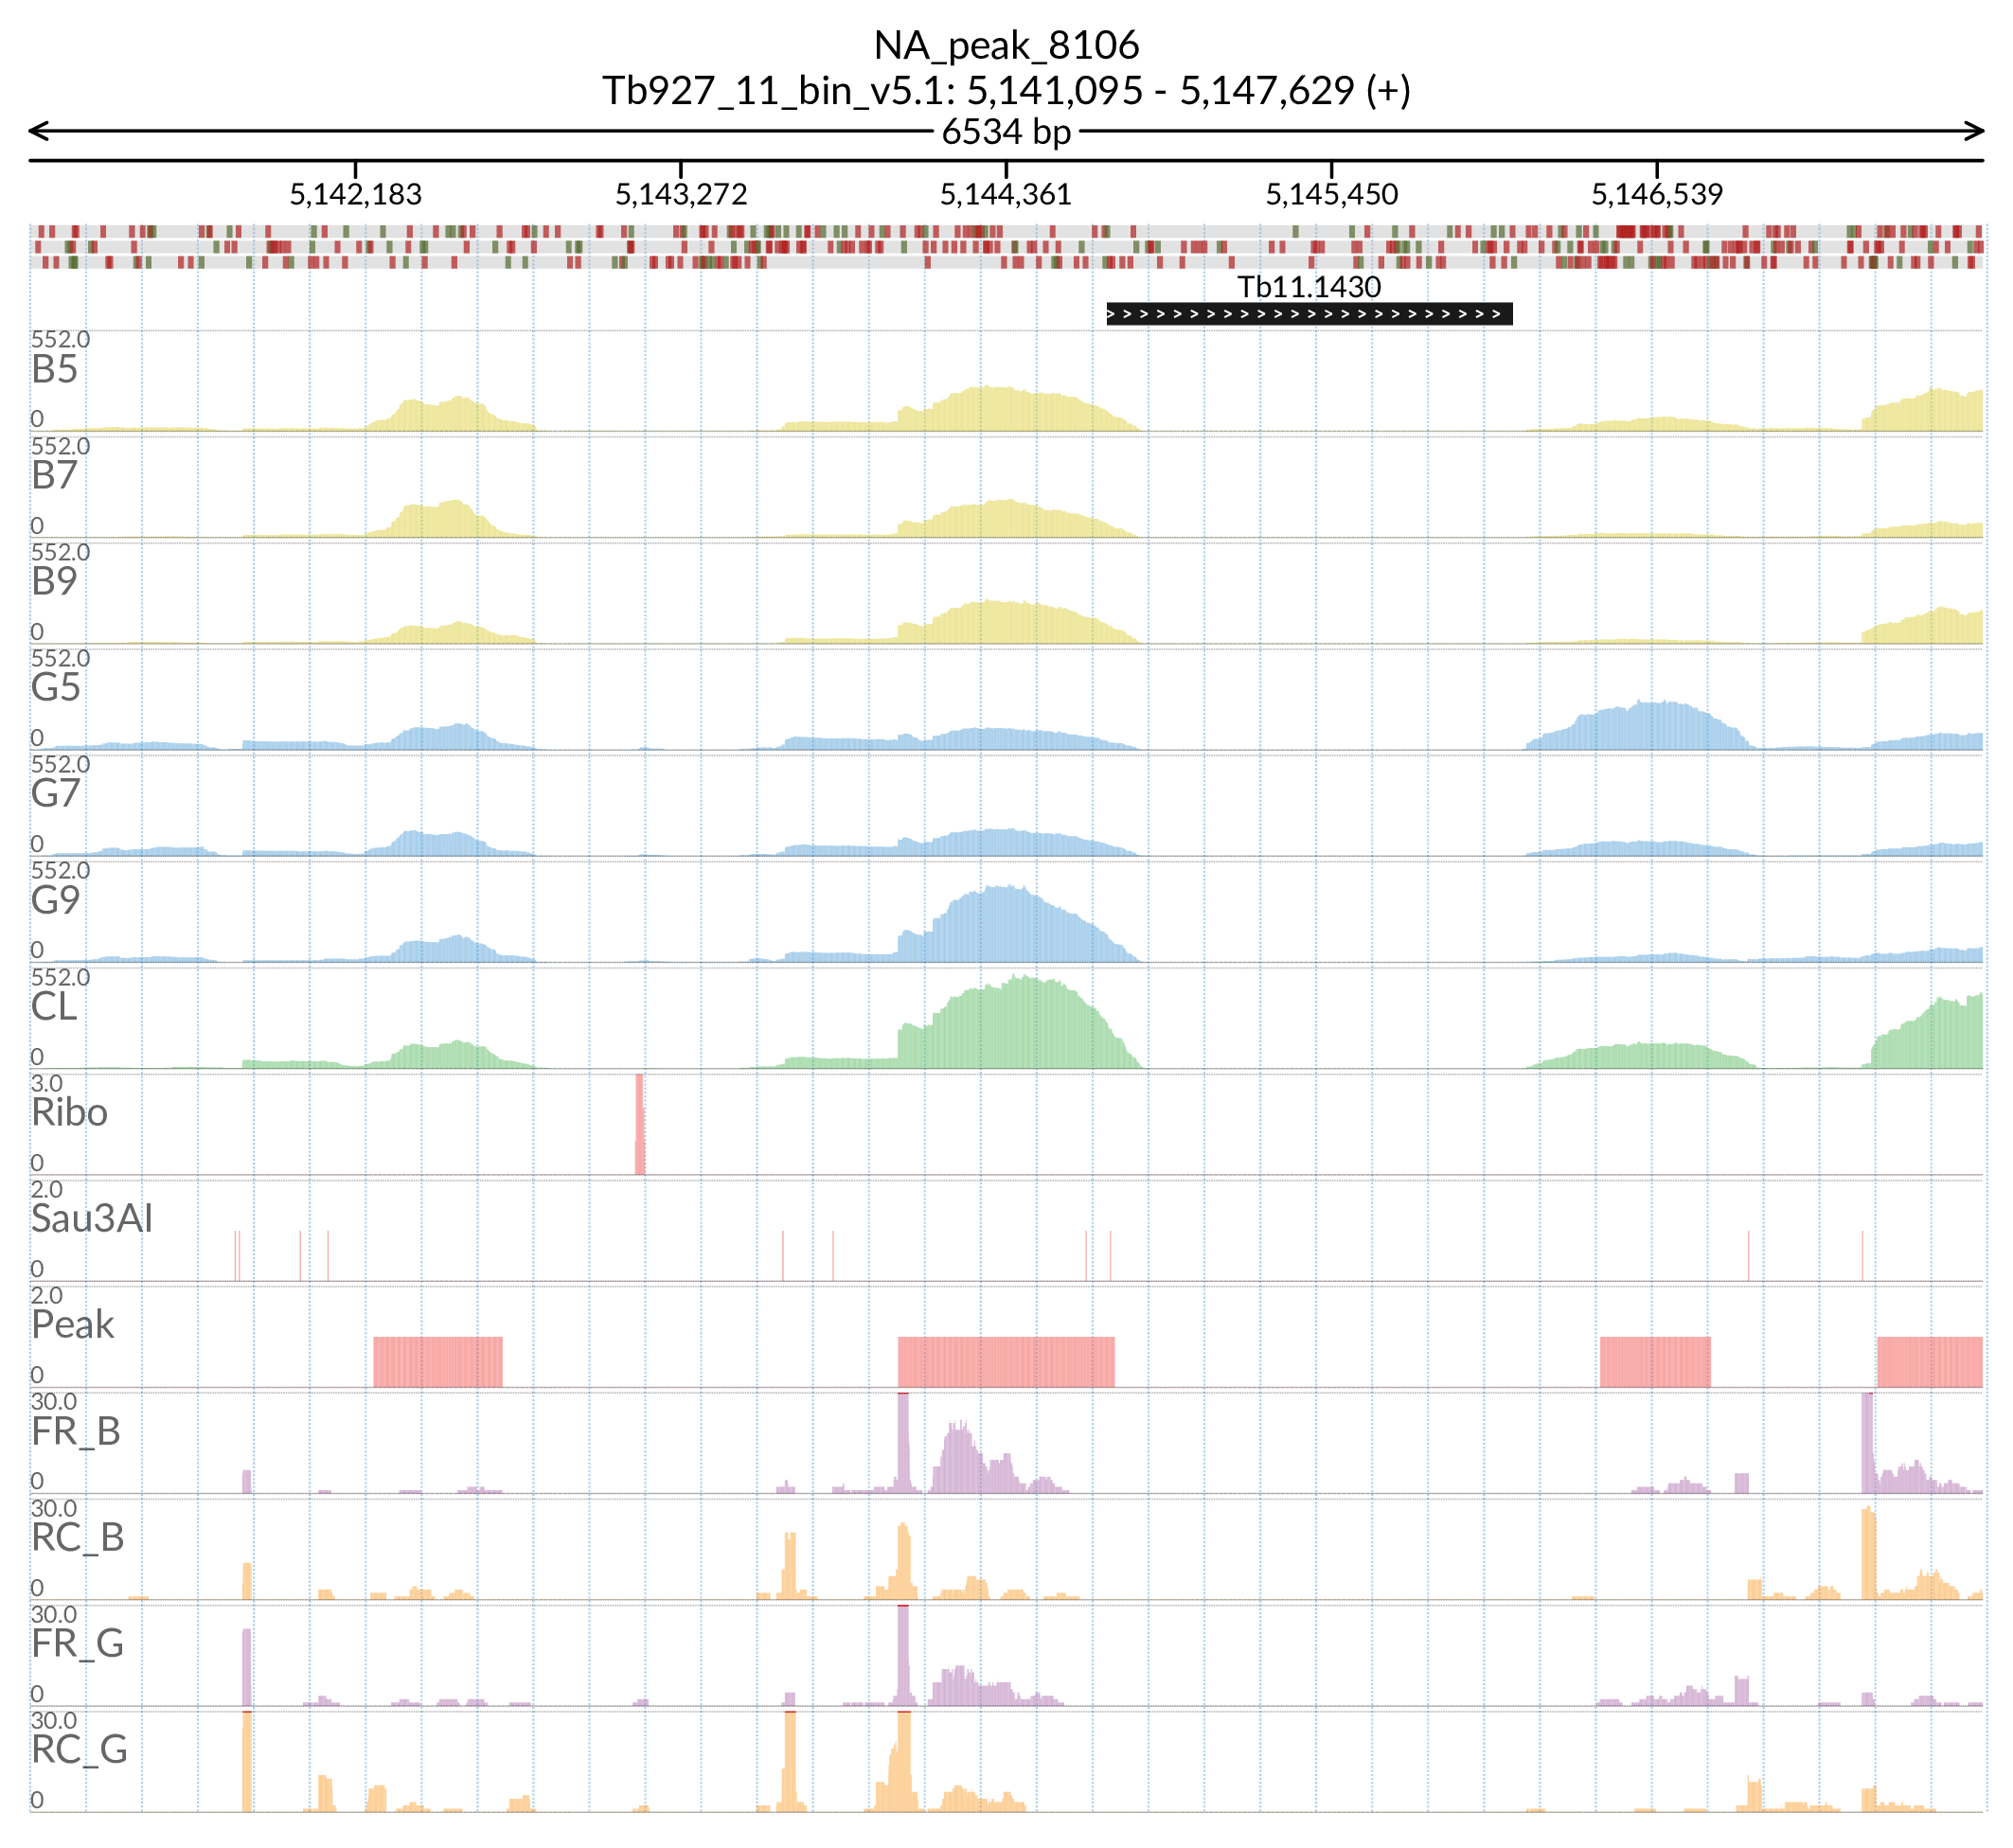 NA_peak_8106
Tb927_11_bin_v5.1: 5,141,095 - 5,147,629 (+)
6534 bp
5,142,183 5,143,272 5,144,361 5,145,450 5,146,539
Tb11.1430
552.0
B5
0
552.0
B7
0
552.0
B9
0
552.0
G5
0
552.0
G7
0
552.0
G9
0
552.0
CL
0
3.0
Ribo
0
2.0
Sau3AI
0
2.0
Peak
0
30.0
FR_B
0
30.0
RC_B
0
30.0
FR_G
0
30.0
RC_G
0